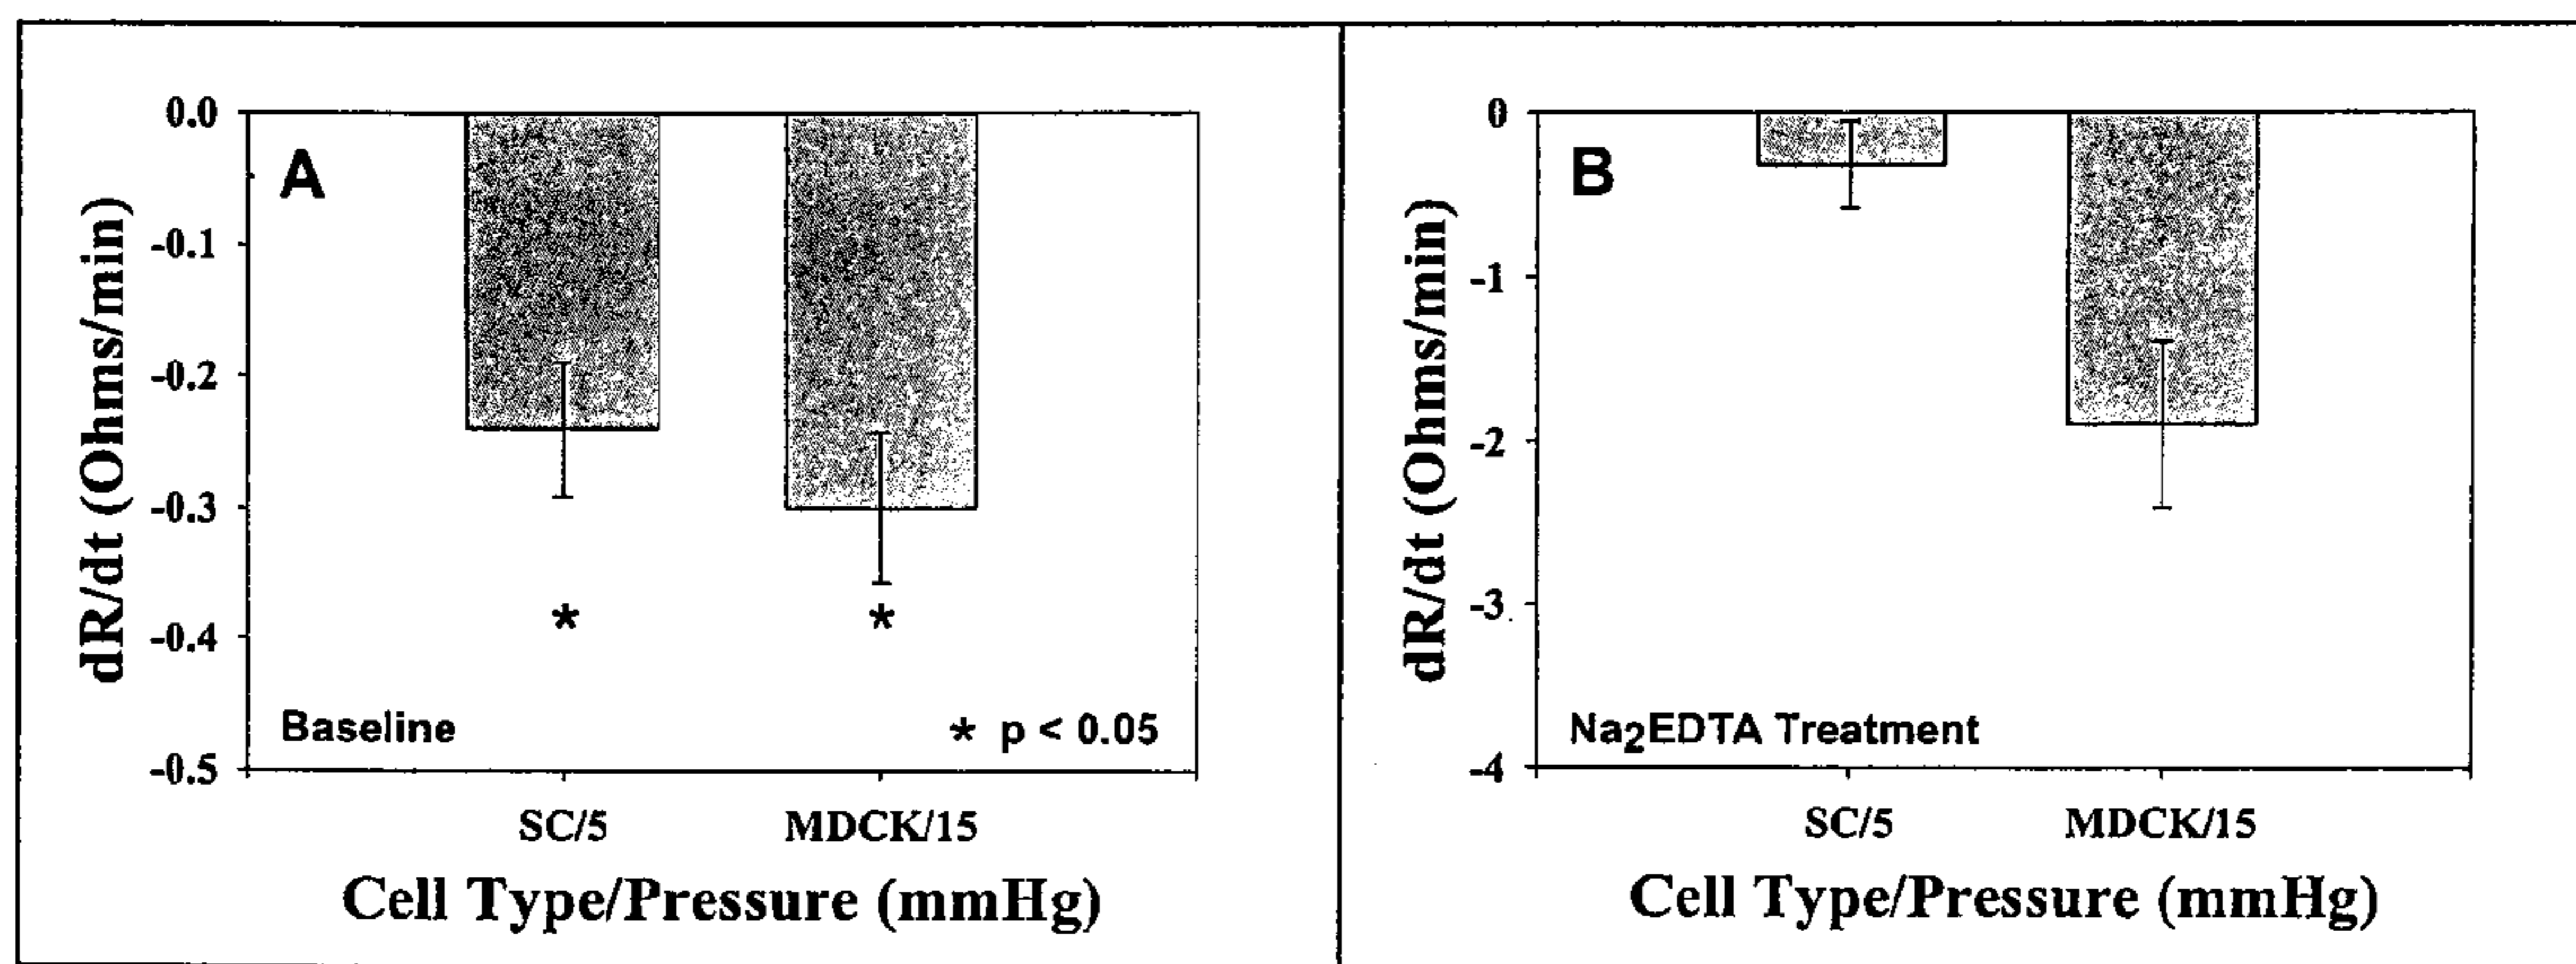 A
0.0
-0.1
-0.2
-0.3
-0.4
-0.5
dR/dt (Ohms/min)
* *
Baseline
* p < 0.05
SC/5 MDCK/15
Cell Type/Pressure (mmHg)
B
0
-1
-2
-3
-4
dR/dt (Ohms/min)
Na₂EDTA Treatment
SC/5 MDCK/15
Cell Type/Pressure (mmHg)